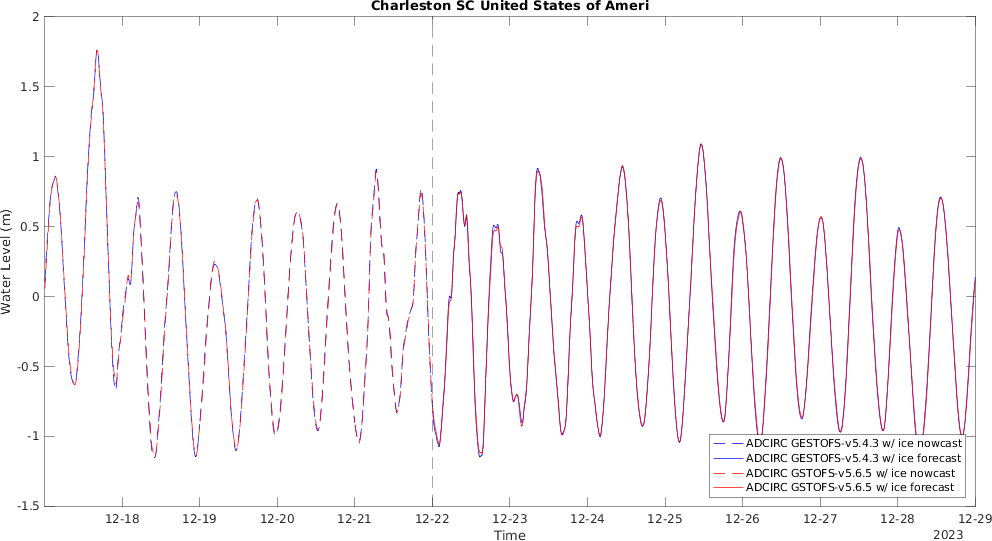 Charleston SC United States of Ameri
Water Level (m)
2
1.5
1
0.5
0
-0.5
-1
-1.5
ADCIRC GESTOFS-v5.4.3 w/ ice nowcast
ADCIRC GESTOFS-v5.4.3 w/ ice forecast
ADCIRC GSTOFS-v5.6.5 w/ ice nowcast
ADCIRC GSTOFS-v5.6.5 w/ ice forecast
12-18 12-19 12-20 12-21 12-22 12-23 12-24 12-25 12-26 12-27 12-28 12-29
Time
2023